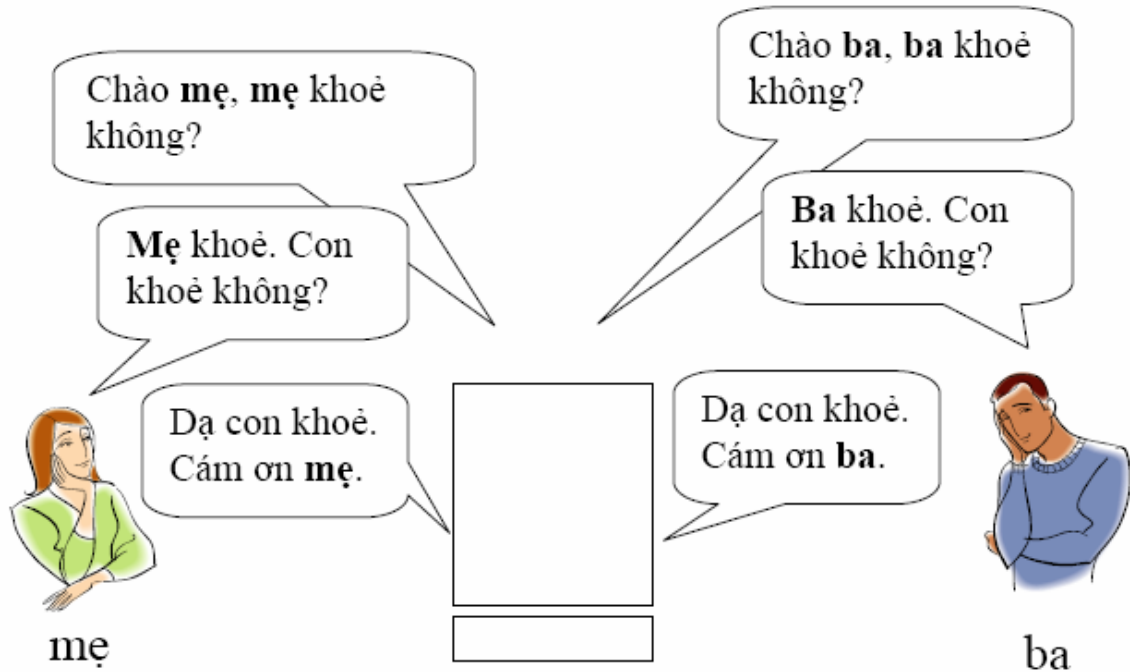 Chào mẹ, mẹ khoẻ
không?
Mẹ khoẻ. Con
khoẻ không?
Dạ con khoẻ.
Cám ơn mẹ.
mẹ
Chào ba, ba khoẻ
không?
Ba khoẻ. Con
khoẻ không?
Dạ con khoẻ.
Cám ơn ba.
ba